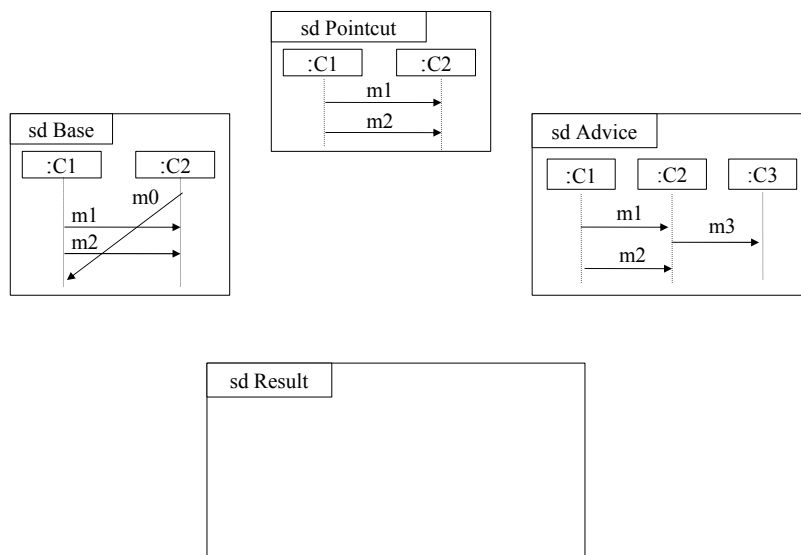 sd Pointcut
:C1 :C2
m1
m2
sd Base
:C1 :C2
m0
m1
m2
sd Advice
:C1 :C2 :C3
m1
m3
m2
sd Result